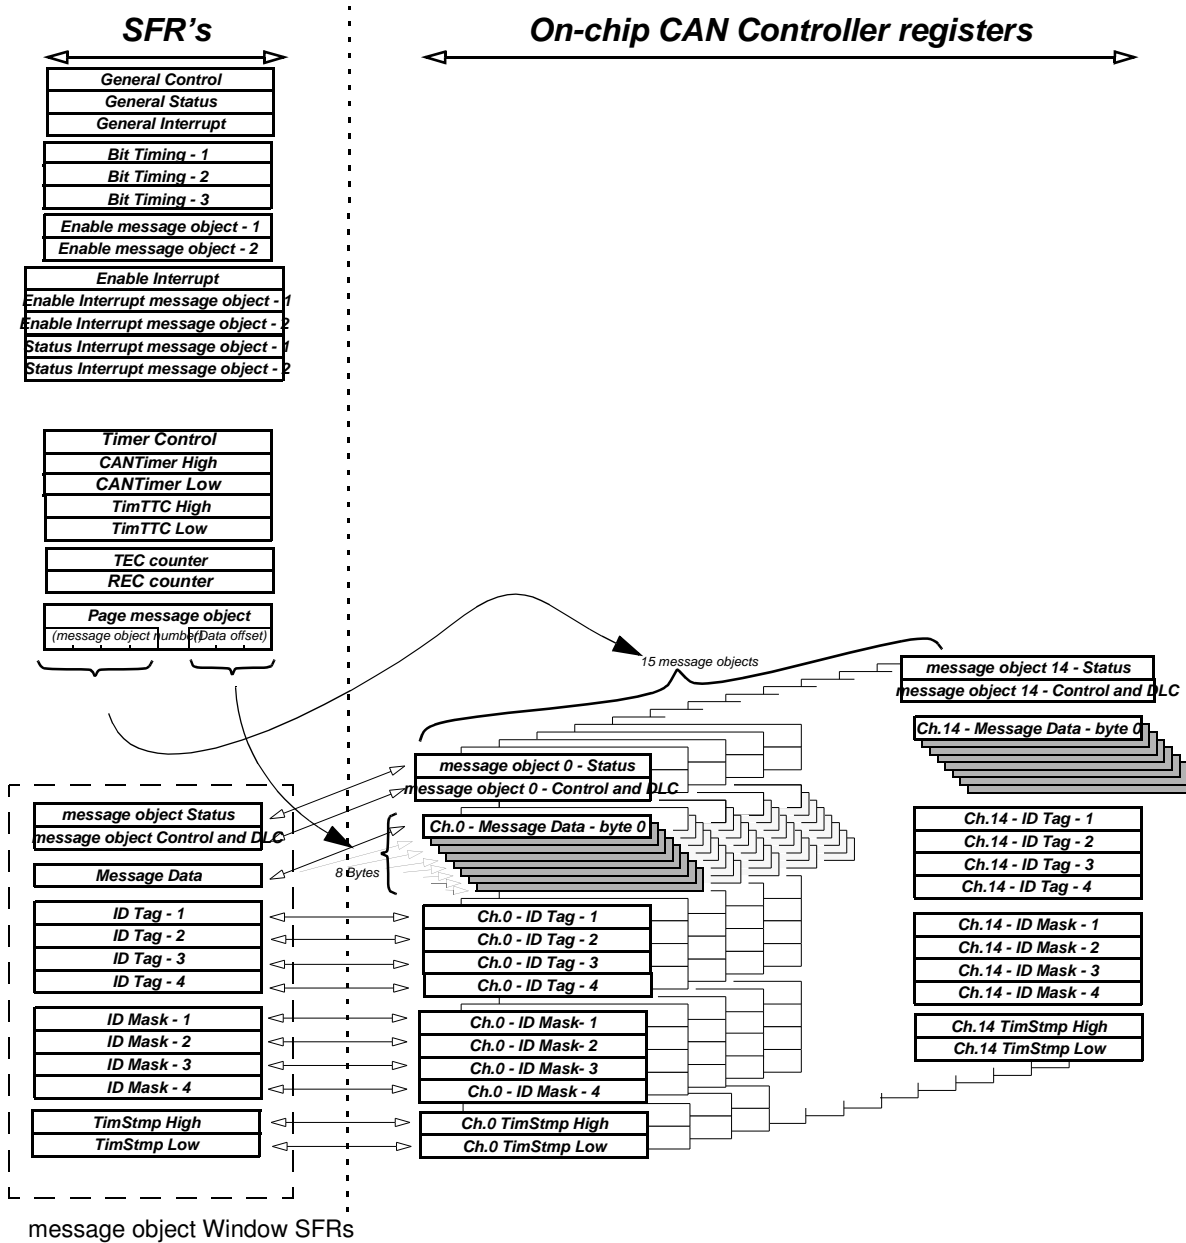 SFR's
On-chip CAN Controller registers
General Control
General Status
General Interrupt
Bit Timing - 1
Bit Timing - 2
Bit Timing - 3
Enable message object - 1
Enable message object - 2
Enable Interrupt
Enable Interrupt message object - 1
Enable Interrupt message object - 2
Status Interrupt message object - 1
Status Interrupt message object - 2
Timer Control
CANTimer High
CANTimer Low
TimTTC High
TimTTC Low
TEC counter
REC counter
Page message object
(message object number)
(Data offset)
15 message objects
message object 14 - Status
message object 14 - Control and DLC
Ch.14 - Message Data - byte 0
Ch.14 - ID Tag - 1
Ch.14 - ID Tag - 2
Ch.14 - ID Tag - 3
Ch.14 - ID Tag - 4
Ch.14 - ID Mask - 1
Ch.14 - ID Mask - 2
Ch.14 - ID Mask - 3
Ch.14 - ID Mask - 4
Ch.14 TimStmp High
Ch.14 TimStmp Low
message object 0 - Status
message object 0 - Control and DLC
Ch.0 - Message Data - byte 0
8 Bytes
Ch.0 - ID Tag - 1
Ch.0 - ID Tag - 2
Ch.0 - ID Tag - 3
Ch.0 - ID Tag - 4
Ch.0 - ID Mask- 1
Ch.0 - ID Mask- 2
Ch.0 - ID Mask- 3
Ch.0 - ID Mask - 4
Ch.0 TimStmp High
Ch.0 TimStmp Low
message object Status
message object Control and DLC
Message Data
ID Tag - 1
ID Tag - 2
ID Tag - 3
ID Tag - 4
ID Mask - 1
ID Mask - 2
ID Mask - 3
ID Mask - 4
TimStmp High
TimStmp Low
message object Window SFRs